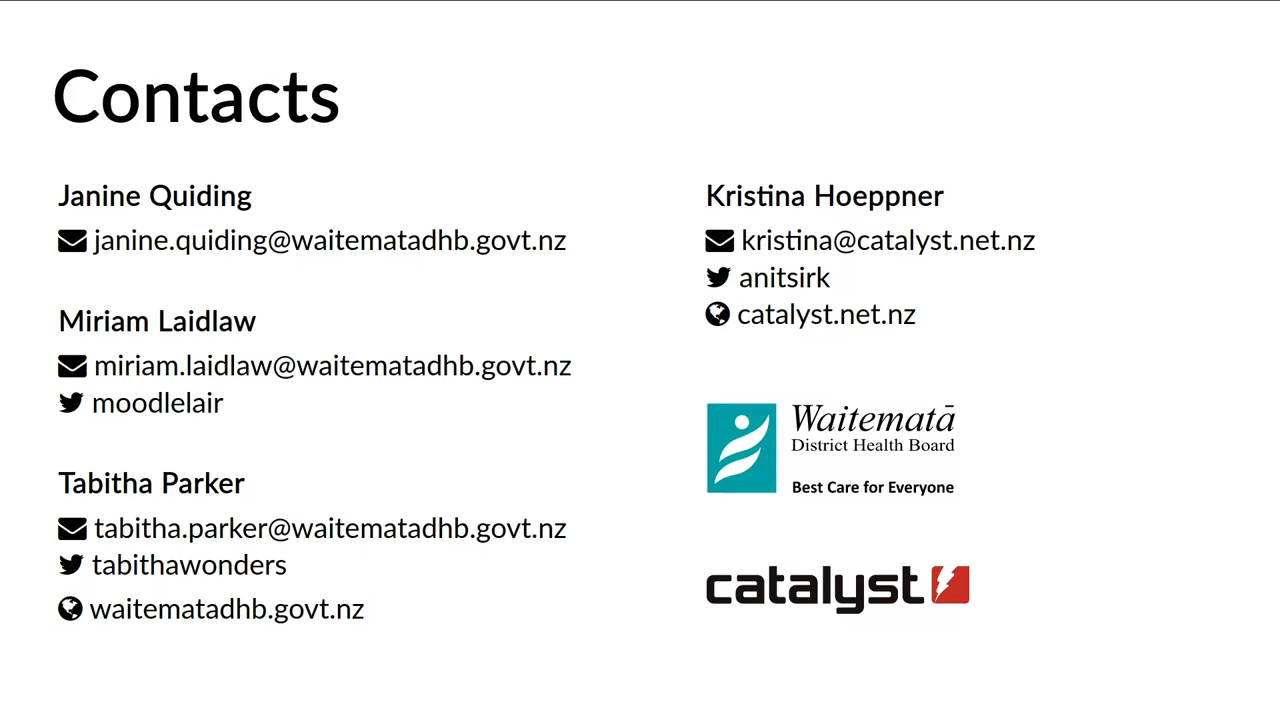 Contacts
Janine Quiding
janine.quiding@waitematadhb.govt.nz
Miriam Laidlaw
miriam.laidlaw@waitematadhb.govt.nz
moodlelair
Tabitha Parker
tabitha.parker@waitematadhb.govt.nz
tabithawonders
waitematadhb.govt.nz
Kristina Hoeppner
kristina@catalyst.net.nz
anitsirk
catalyst.net.nz
Waitematā
District Health Board
Best Care for Everyone
catalyst